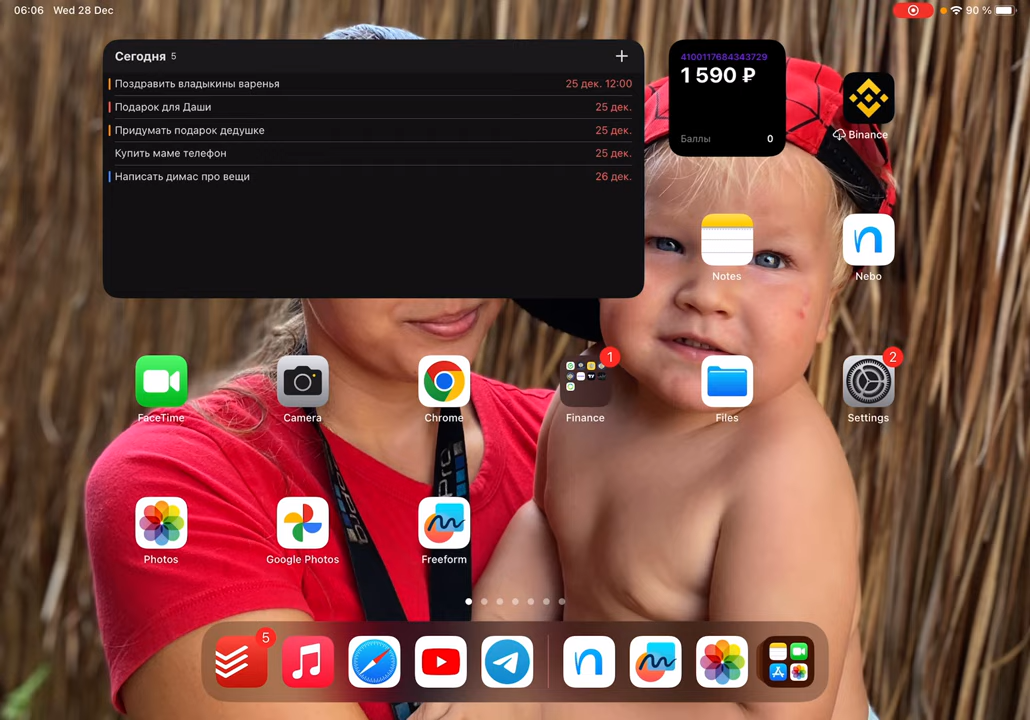 06:06 Wed 28 Dec
90 %
Сегодня 5
Поздравить владыкины варенья 25 дек. 12:00
Подарок для Даши 25 дек.
Придумать подарок дедушке 25 дек.
Купить маме телефон 25 дек.
Написать димас про вещи 26 дек.
4100117684343729
1 590 ₽
Баллы 0
Binance
Notes
Nebo
FaceTime
Camera
Chrome
1
Finance
Files
2
Settings
Photos
Google Photos
Freeform
5